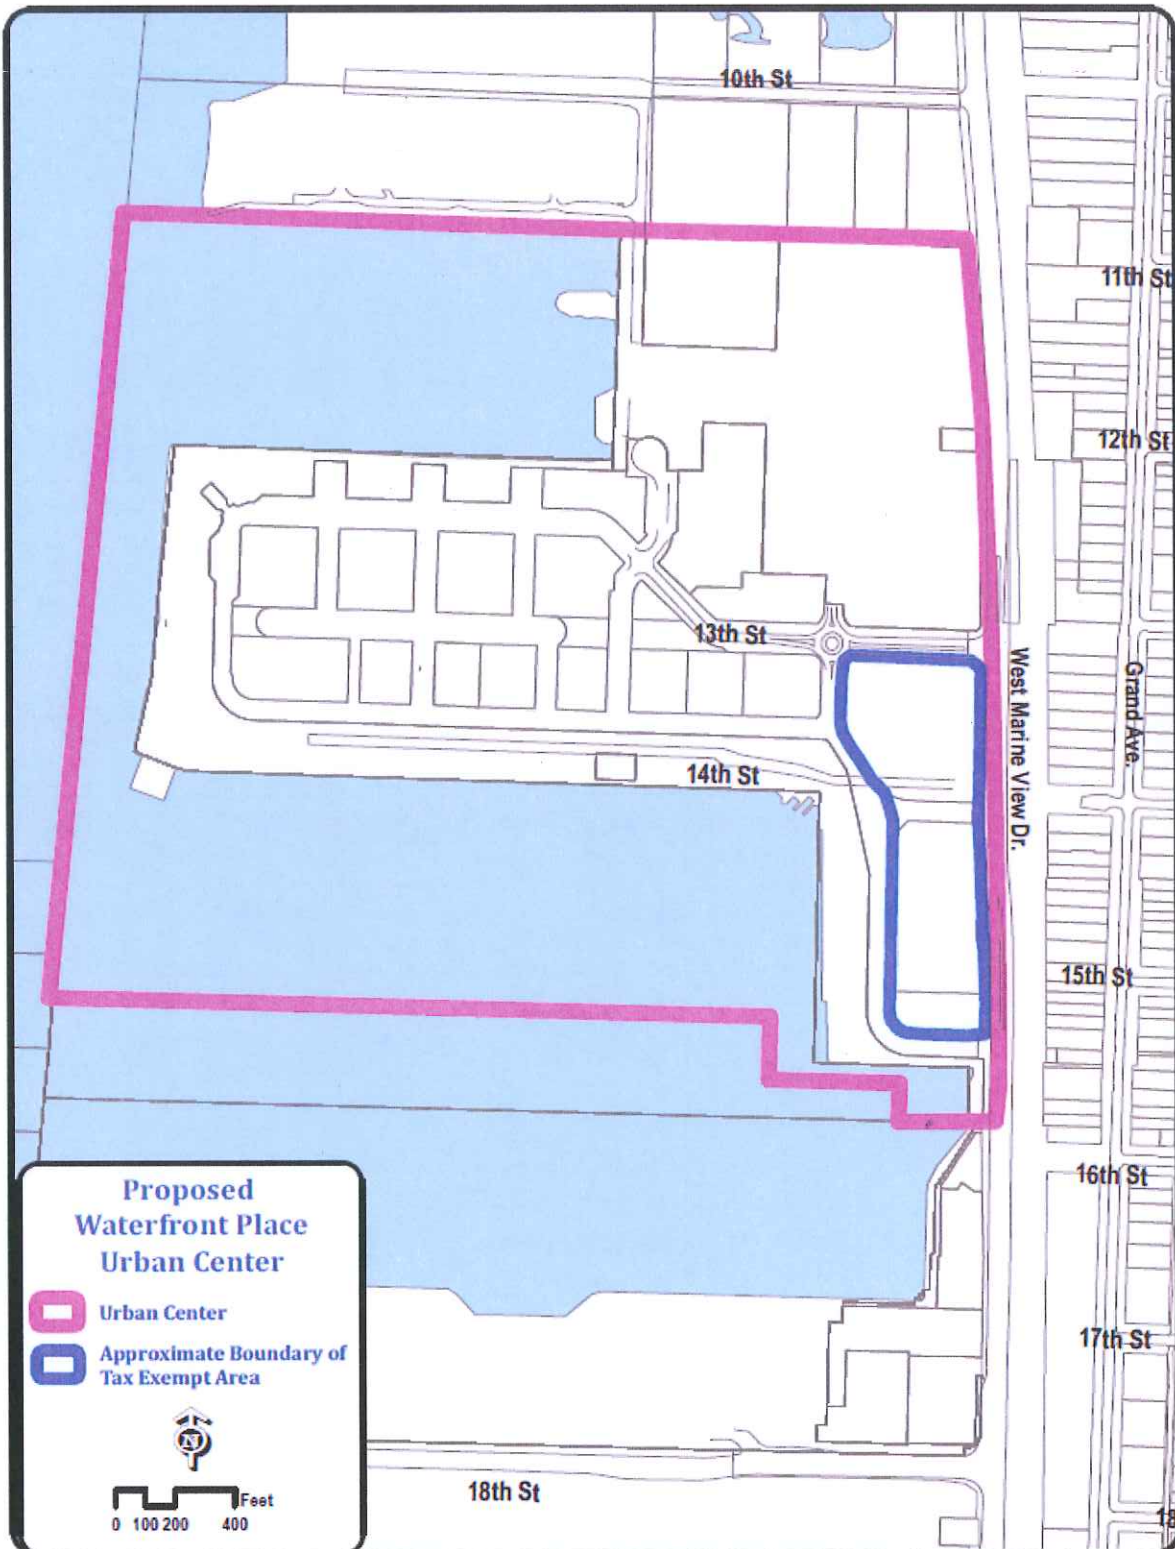 10th St
11th St
12th St
13th St
West Marine View Dr.
Grand Ave.
14th St
15th St
16th St
17th St
18th St
18
Proposed
Waterfront Place
Urban Center
Urban Center
Approximate Boundary of
Tax Exempt Area
N
Feet
0 100 200 400